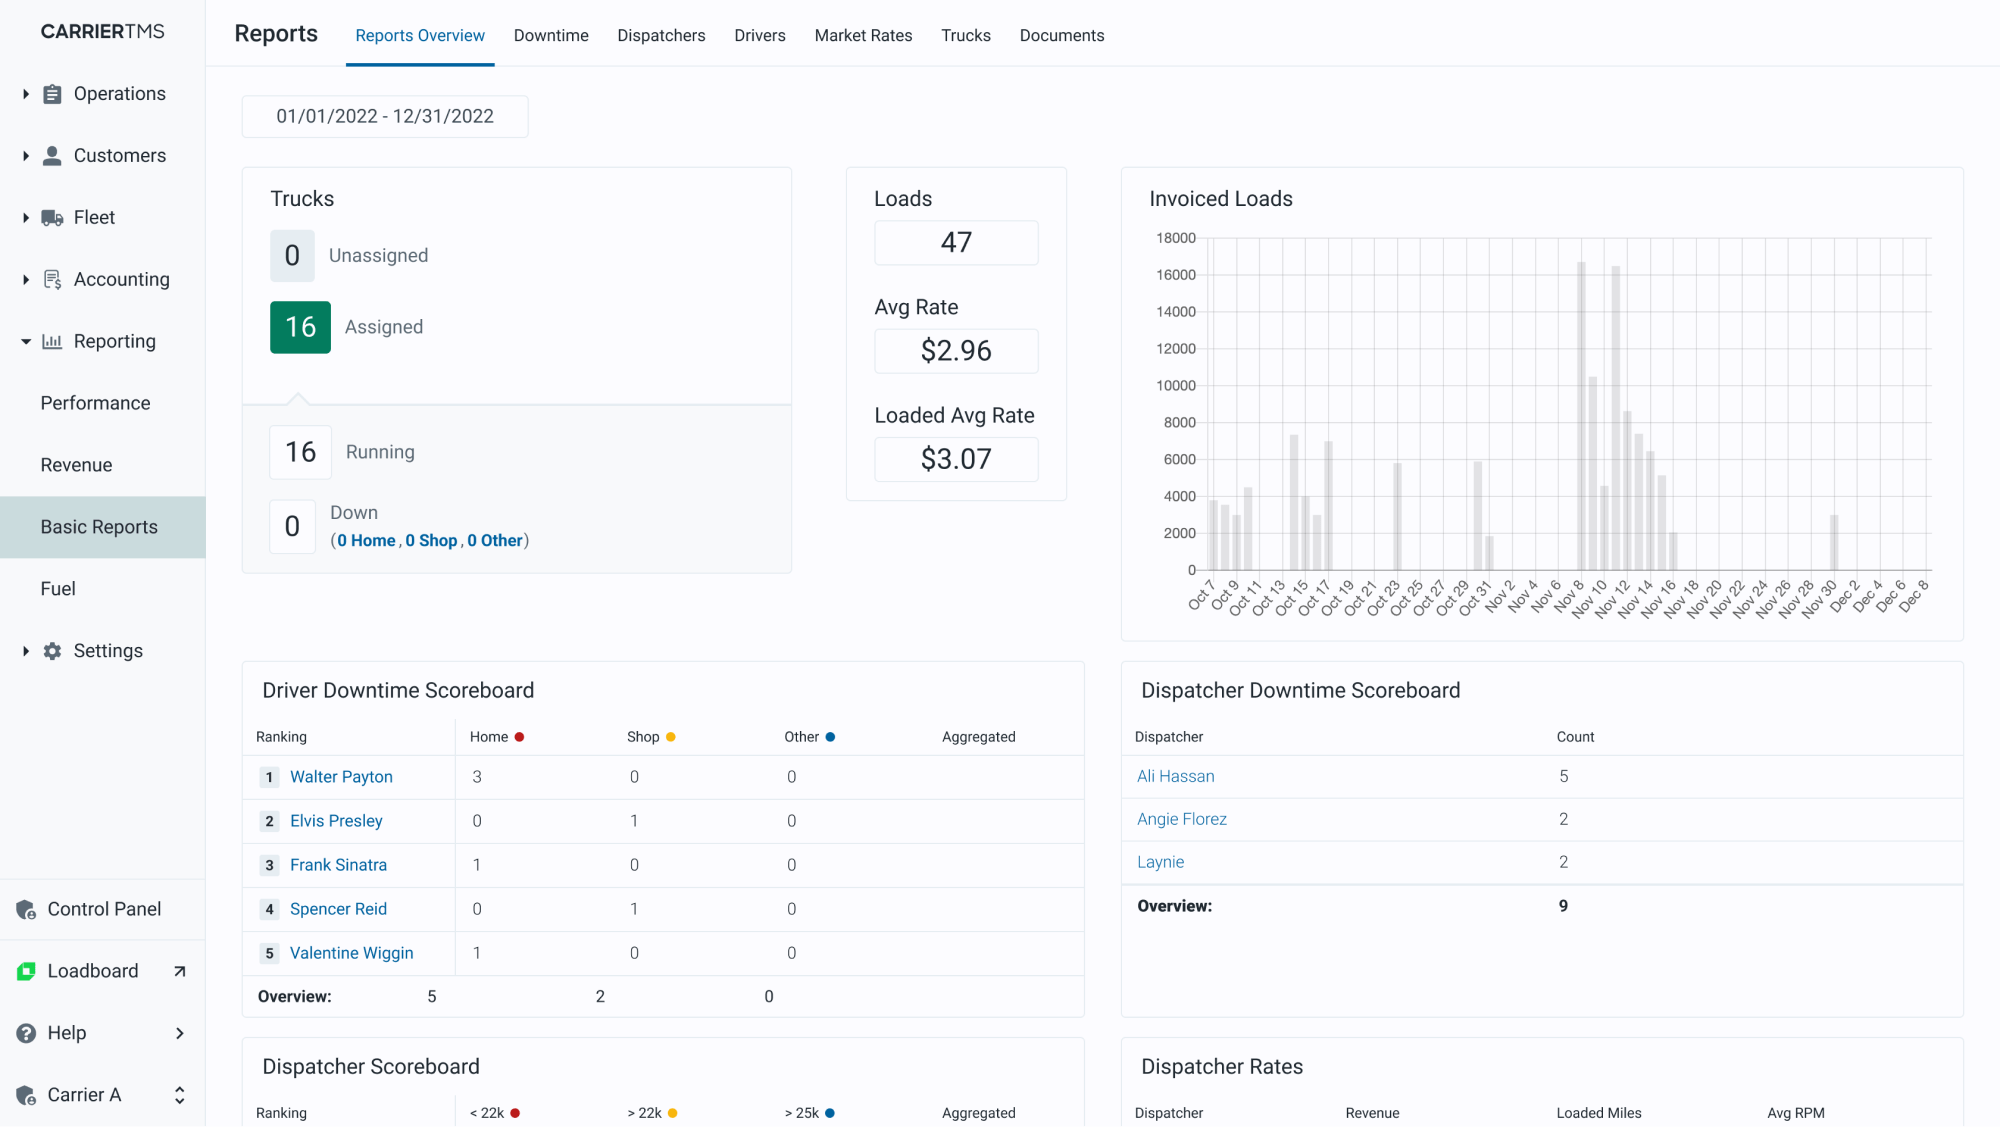 CARRIERTMS
Operations
Customers
Fleet
Accounting
Reporting
Performance
Revenue
Basic Reports
Fuel
Settings
Control Panel
Loadboard
Help
Carrier A
Reports
Reports Overview
Downtime
Dispatchers
Drivers
Market Rates
Trucks
Documents
01/01/2022 - 12/31/2022
Trucks
0 Unassigned
16 Assigned
16 Running
0 Down
(0 Home , 0 Shop , 0 Other)
Loads
47
Avg Rate
$2.96
Loaded Avg Rate
$3.07
Invoiced Loads
18000
16000
14000
12000
10000
8000
6000
4000
2000
0
Oct 7
Oct 9
Oct 11
Oct 13
Oct 15
Oct 17
Oct 19
Oct 21
Oct 23
Oct 25
Oct 27
Oct 29
Oct 31
Nov 2
Nov 4
Nov 6
Nov 8
Nov 10
Nov 12
Nov 14
Nov 16
Nov 18
Nov 20
Nov 22
Nov 24
Nov 26
Nov 28
Nov 30
Dec 2
Dec 4
Dec 6
Dec 8
Driver Downtime Scoreboard
Ranking Home Shop Other Aggregated
1 Walter Payton 3 0 0
2 Elvis Presley 0 1 0
3 Frank Sinatra 1 0 0
4 Spencer Reid 0 1 0
5 Valentine Wiggin 1 0 0
Overview: 5 2 0
Dispatcher Downtime Scoreboard
Dispatcher Count
Ali Hassan 5
Angie Florez 2
Laynie 2
Overview: 9
Dispatcher Scoreboard
Ranking < 22k > 22k > 25k Aggregated
Dispatcher Rates
Dispatcher Revenue Loaded Miles Avg RPM